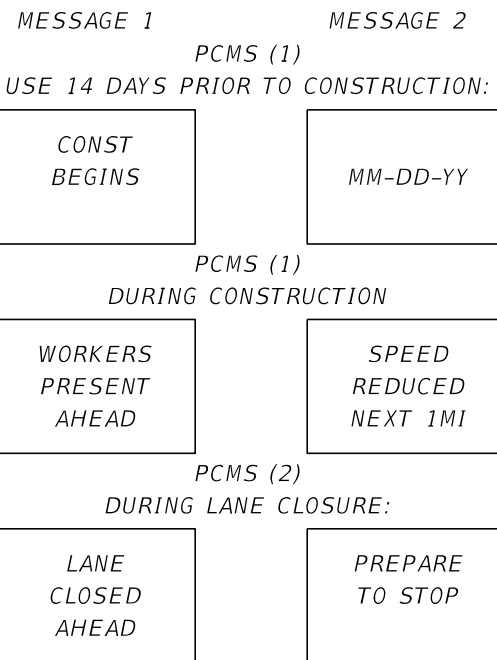 MESSAGE 1
MESSAGE 2
PCMS (1)
USE 14 DAYS PRIOR TO CONSTRUCTION:
CONST
BEGINS
MM-DD-YY
PCMS (1)
DURING CONSTRUCTION
WORKERS
PRESENT
AHEAD
SPEED
REDUCED
NEXT 1MI
PCMS (2)
DURING LANE CLOSURE:
LANE
CLOSED
AHEAD
PREPARE
TO STOP